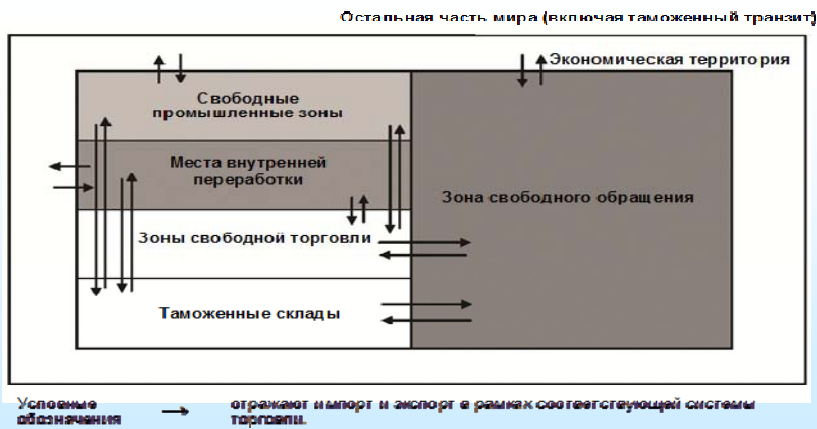 Остальная часть мира (включая таможенный транзит)
Экономическая территория
Свободные
промышленные зоны
Места внутренней
переработки
Зона свободного обращения
Зоны свободной торговли
Таможенные склады
Условные
обозначения
отражают импорт и экспорт в рамках соответствующей системы
торговли.